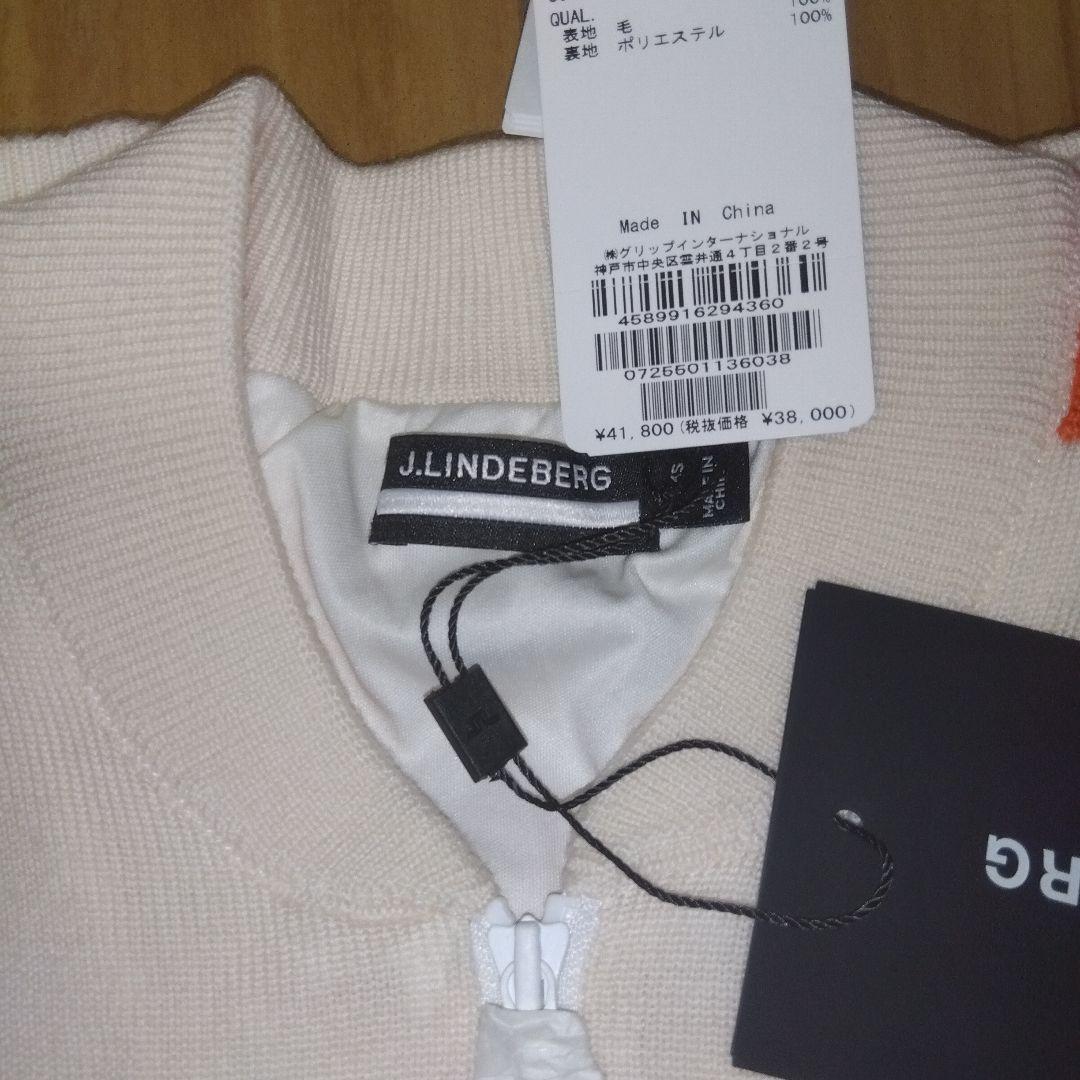 QUAL. 100%
表地 毛 100%
裏地 ポリエステル
Made IN China
㈱グリップインターナショナル
神戸市中央区雲井通4丁目2番2号
4589916294360
0725501136038
¥41,800(税抜価格 ¥38,000)
J.LINDEBERG
MADE IN
CHI
RG